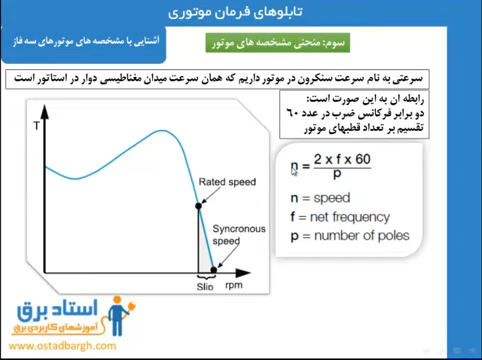 تابلوهای فرمان موتوری
آشنایی با مشخصه های موتورهای سه فاز
سوم: منحنی مشخصه های موتور
سرعتی به نام سرعت سنکرون در موتور داریم که همان سرعت میدان مغناطیسی دوار در استاتور است
رابطه ان به این صورت است:
دو برابر فرکانس ضرب در عدد ۶۰
تقسیم بر تعداد قطبهای موتور
T
Rated speed
Syncronous
speed
Slip
rpm
n = 2 x f x 60
p
n = speed
f = net frequency
p = number of poles
استاد برق
آموزشهای کاربردی برق
www.ostadbargh.com